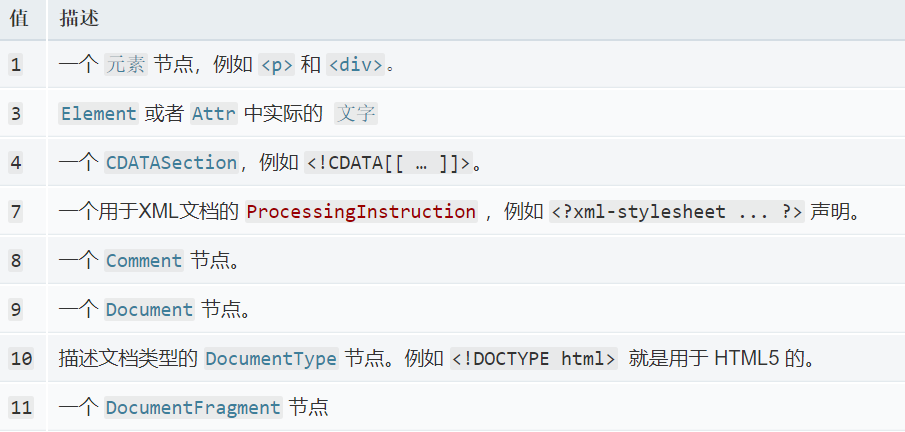 值 描述
1 一个 元素 节点，例如 <p> 和 <div>。
3 Element 或者 Attr 中实际的 文字
4 一个 CDATASection，例如 <!CDATA[[ … ]]>。
7 一个用于XML文档的 ProcessingInstruction ，例如 <?xml-stylesheet ... ?> 声明。
8 一个 Comment 节点。
9 一个 Document 节点。
10 描述文档类型的 DocumentType 节点。例如 <!DOCTYPE html> 就是用于 HTML5 的。
11 一个 DocumentFragment 节点